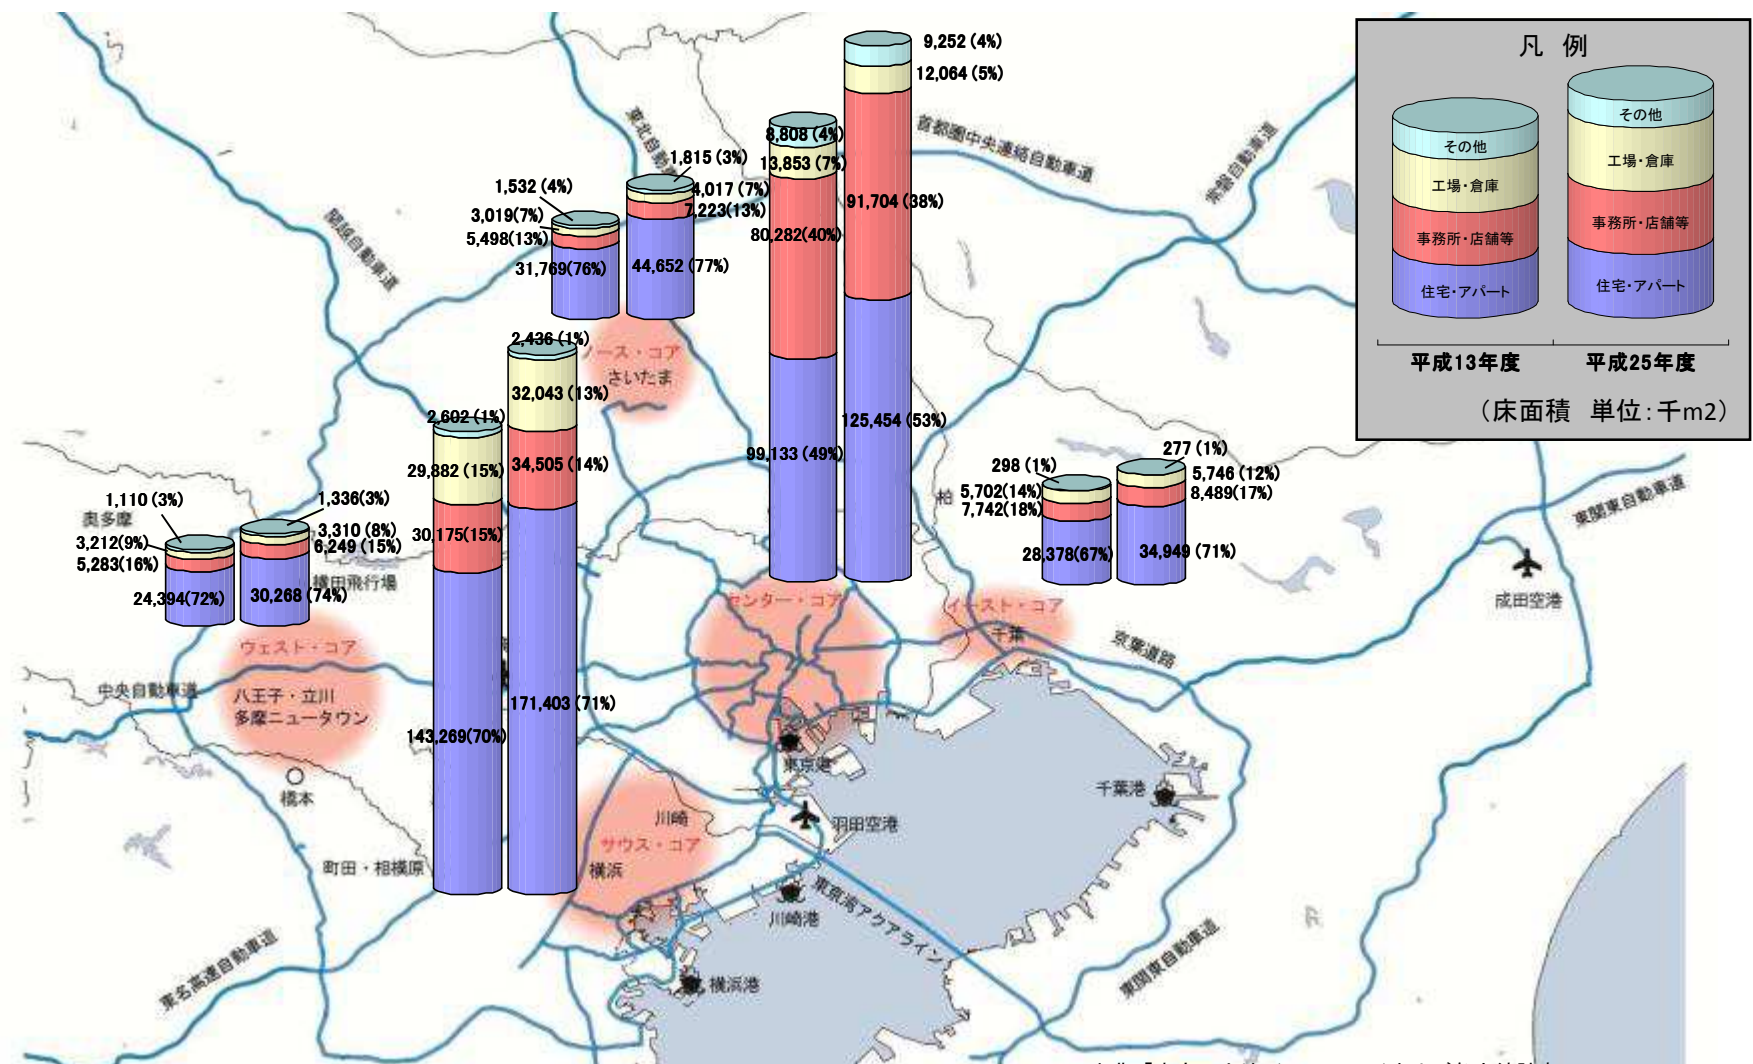 凡 例
その他
工場・倉庫
事務所・店舗等
住宅・アパート
その他
工場・倉庫
事務所・店舗等
住宅・アパート
平成13年度
平成25年度
（床面積 単位：千m2）
9,252 (4%)
12,064 (5%)
91,704 (38%)
125,454 (53%)
8,808 (4%)
13,853 (7%)
80,282(40%)
99,133 (49%)
1,815 (3%)
4,017 (7%)
7,223(13%)
44,652 (77%)
1,532 (4%)
3,019(7%)
5,498(13%)
31,769(76%)
2,436 (1%)
32,043 (13%)
34,505 (14%)
171,403 (71%)
2,602 (1%)
29,882 (15%)
30,175(15%)
143,269(70%)
1,110 (3%)
3,212(9%)
5,283(16%)
24,394(72%)
1,336(3%)
3,310 (8%)
6,249 (15%)
30,268 (74%)
298 (1%)
5,702(14%)
7,742(18%)
28,378(67%)
277 (1%)
5,746 (12%)
8,489(17%)
34,949 (71%)
関越自動車道
東北自動車
首都圏中央連絡自動車道
常磐自動車道
東関東自動車道
ノース・コア
さいたま
奥多摩
横田飛行場
柏
成田空港
センター・コア
イースト・コア
千葉
京葉道路
ウェスト・コア
中央自動車道
八王子・立川
多摩ニュータウン
橋本
東京港
千葉港
川崎
羽田空港
サウス・コア
横浜
町田・相模原
川崎港
東京湾アクアライン
東名高速自動車道
東関東自動車道
横浜港